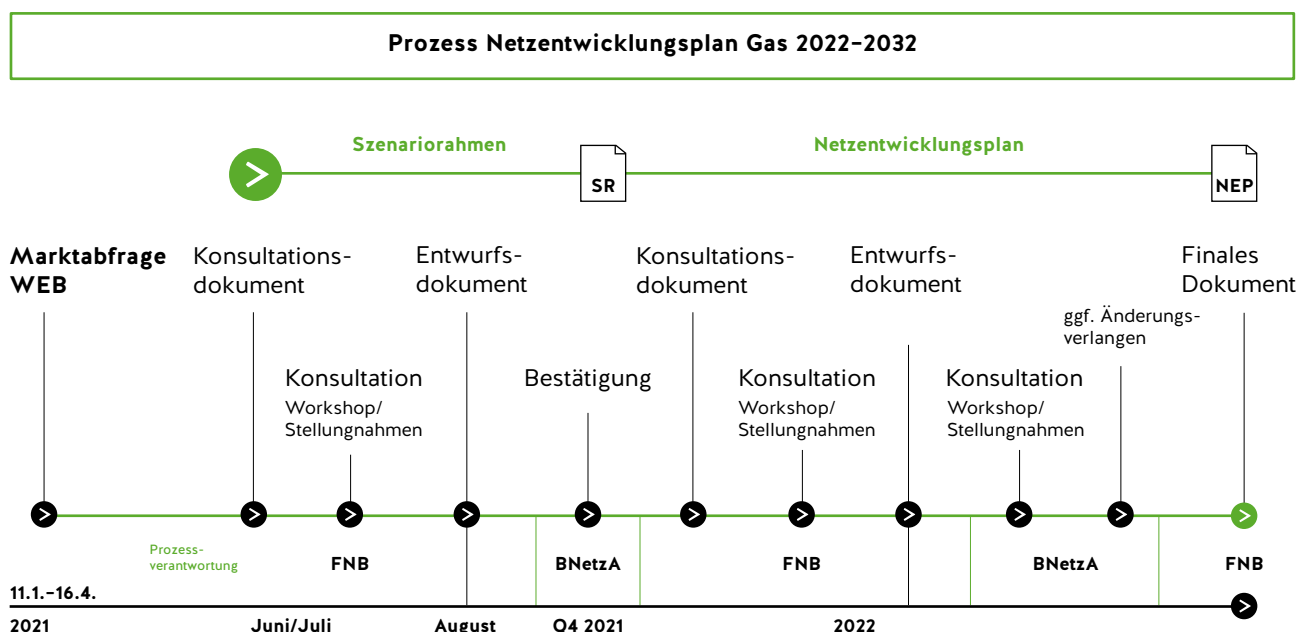 Prozess Netzentwicklungsplan Gas 2022–2032
Szenariorahmen
Netzentwicklungsplan
SR
NEP
Marktabfrage
WEB
Konsultations-
dokument
Entwurfs-
dokument
Konsultations-
dokument
Entwurfs-
dokument
Finales
Dokument
ggf. Änderungs-
verlangen
Konsultation
Workshop/
Stellungnahmen
Bestätigung
Konsultation
Workshop/
Stellungnahmen
Konsultation
Workshop/
Stellungnahmen
Prozess-
verantwortung
FNB
BNetzA
FNB
BNetzA
FNB
11.1.–16.4.
2021
Juni/Juli
August
Q4 2021
2022